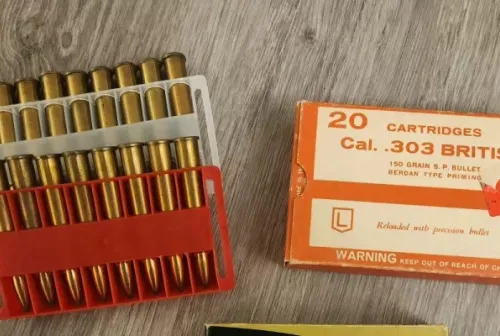 20 CARTRIDGES
Cal. .303 BRITIS
150 GRAIN S.P. BULLET
BERDAN TYPE PRIMING
L
Reloaded with precision bullet
WARNING KEEP OUT OF REACH OF C